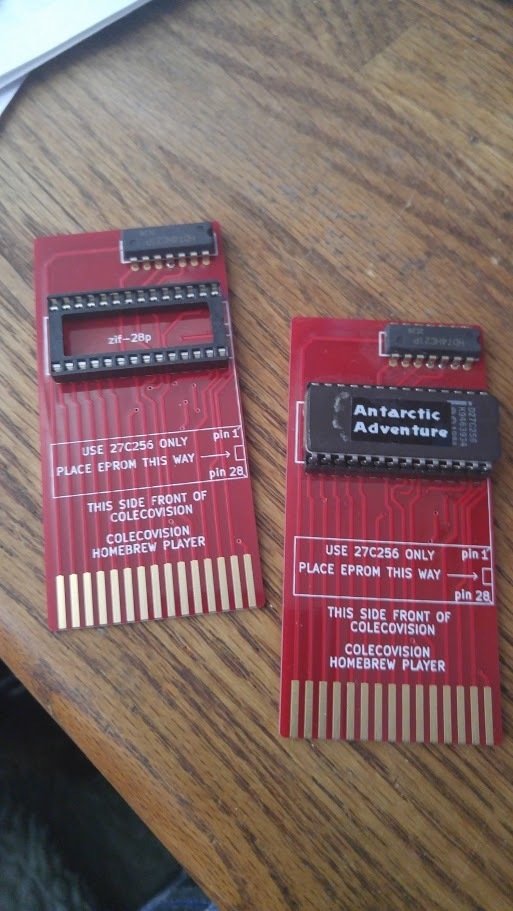 zif-28p
USE 27C256 ONLY
PLACE EPROM THIS WAY
pin 1
pin 28
THIS SIDE FRONT OF
COLECOVISION
COLECOVISION
HOMEBREW PLAYER
HD74HC21P
Antarctic
Adventure
D27C256
USE 27C256 ONLY
PLACE EPROM THIS WAY
pin 1
pin 28
THIS SIDE FRONT OF
COLECOVISION
COLECOVISION
HOMEBREW PLAYER